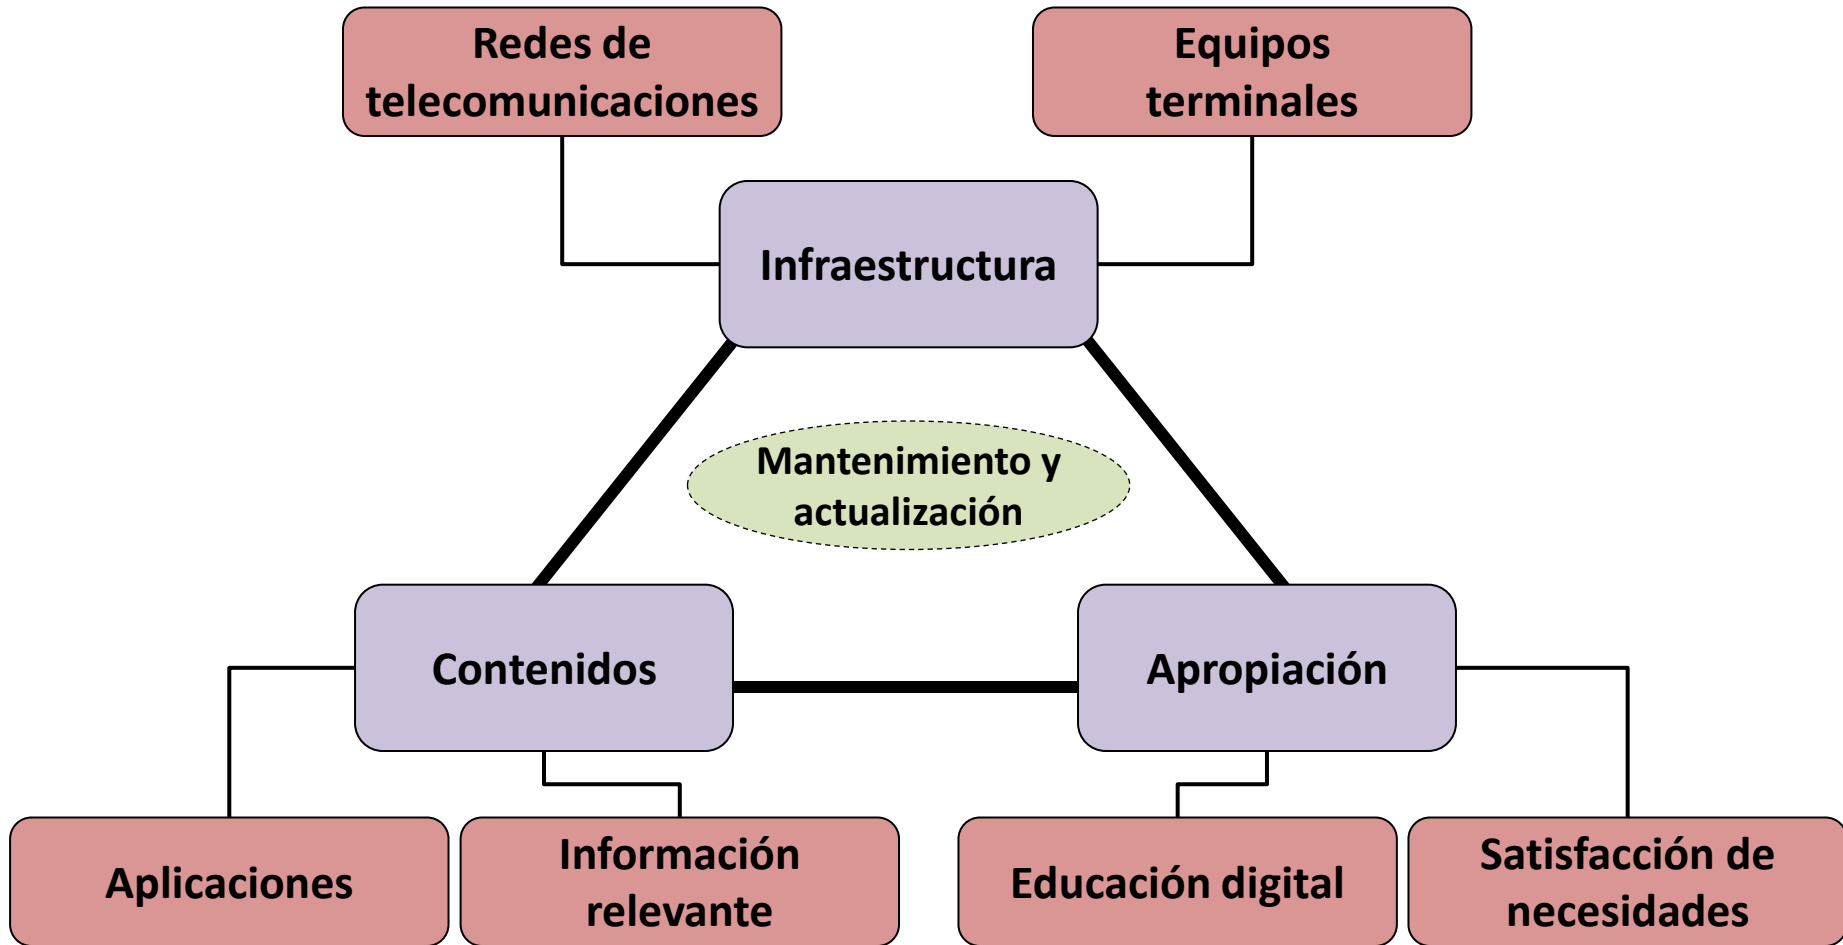 Redes de
telecomunicaciones
Equipos
terminales
Infraestructura
Mantenimiento y
actualización
Contenidos
Apropiación
Aplicaciones
Información
relevante
Educación digital
Satisfacción de
necesidades